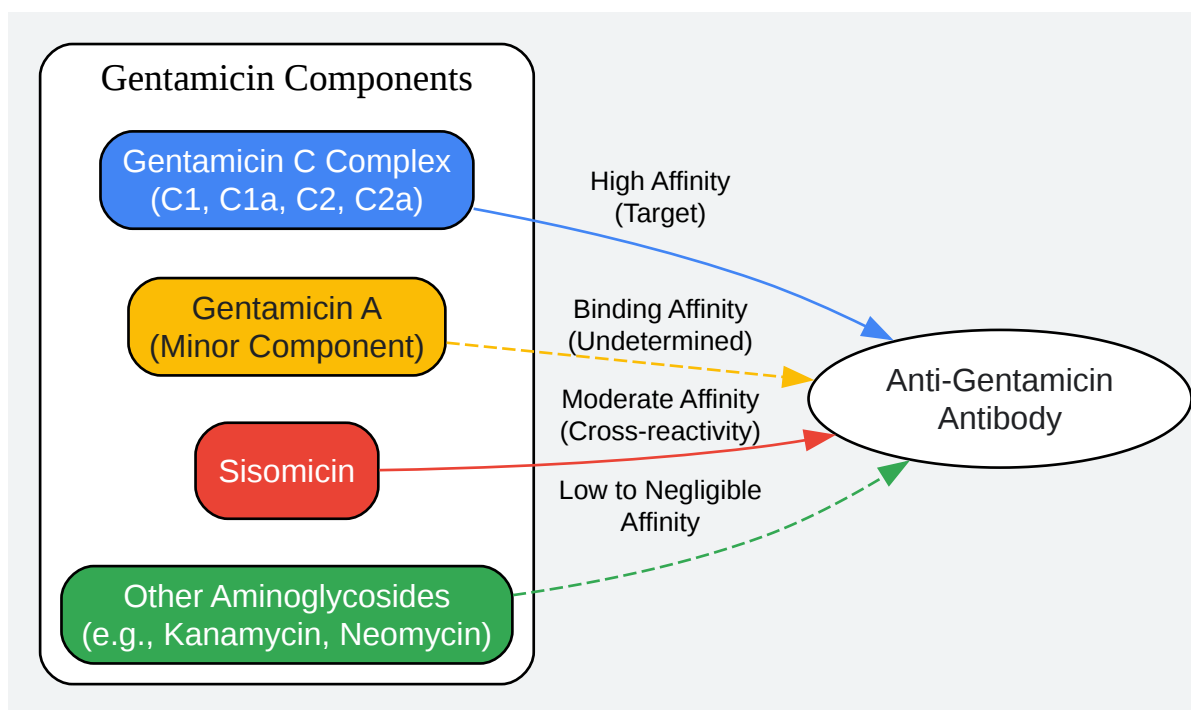 Gentamicin Components
Gentamicin C Complex
(C1, C1a, C2, C2a)
Gentamicin A
(Minor Component)
Sisomicin
Other Aminoglycosides
(e.g., Kanamycin, Neomycin)
High Affinity
(Target)
Binding Affinity
(Undetermined)
Moderate Affinity
(Cross-reactivity)
Low to Negligible
Affinity
Anti-Gentamicin
Antibody